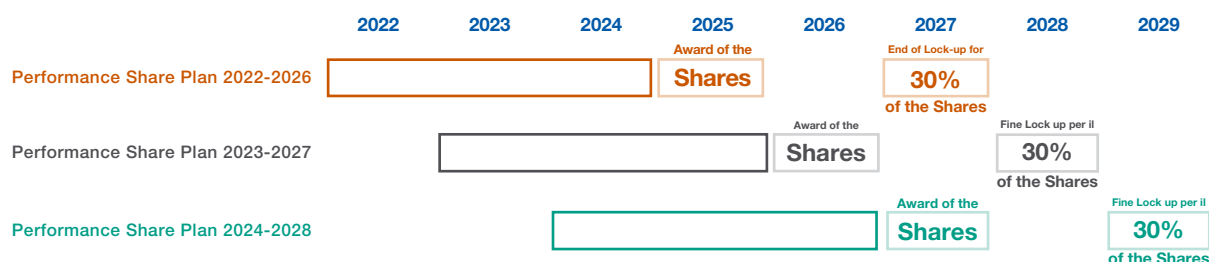 2022 2023 2024 2025 2026 2027 2028 2029
Award of the End of Lock-up for
Performance Share Plan 2022-2026 Shares 30%
of the Shares
Award of the Fine Lock up per il
Performance Share Plan 2023-2027 Shares 30%
of the Shares
Award of the Fine Lock up per il
Performance Share Plan 2024-2028 Shares 30%
of the Shares